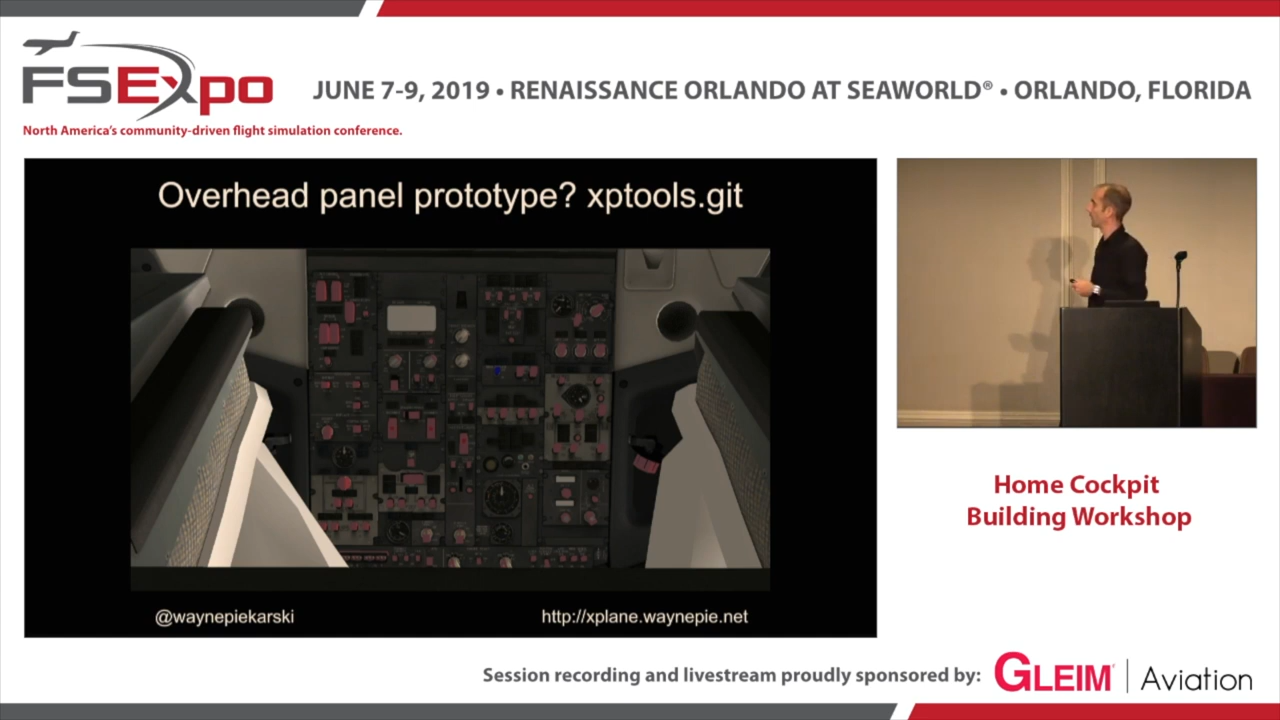 FSExpo
North America's community-driven flight simulation conference.
JUNE 7-9, 2019 • RENAISSANCE ORLANDO AT SEAWORLD® • ORLANDO, FLORIDA
Overhead panel prototype? xptools.git
@waynepiekarski
http://xplane.waynepie.net
Home Cockpit
Building Workshop
Session recording and livestream proudly sponsored by:
GLEIM® Aviation